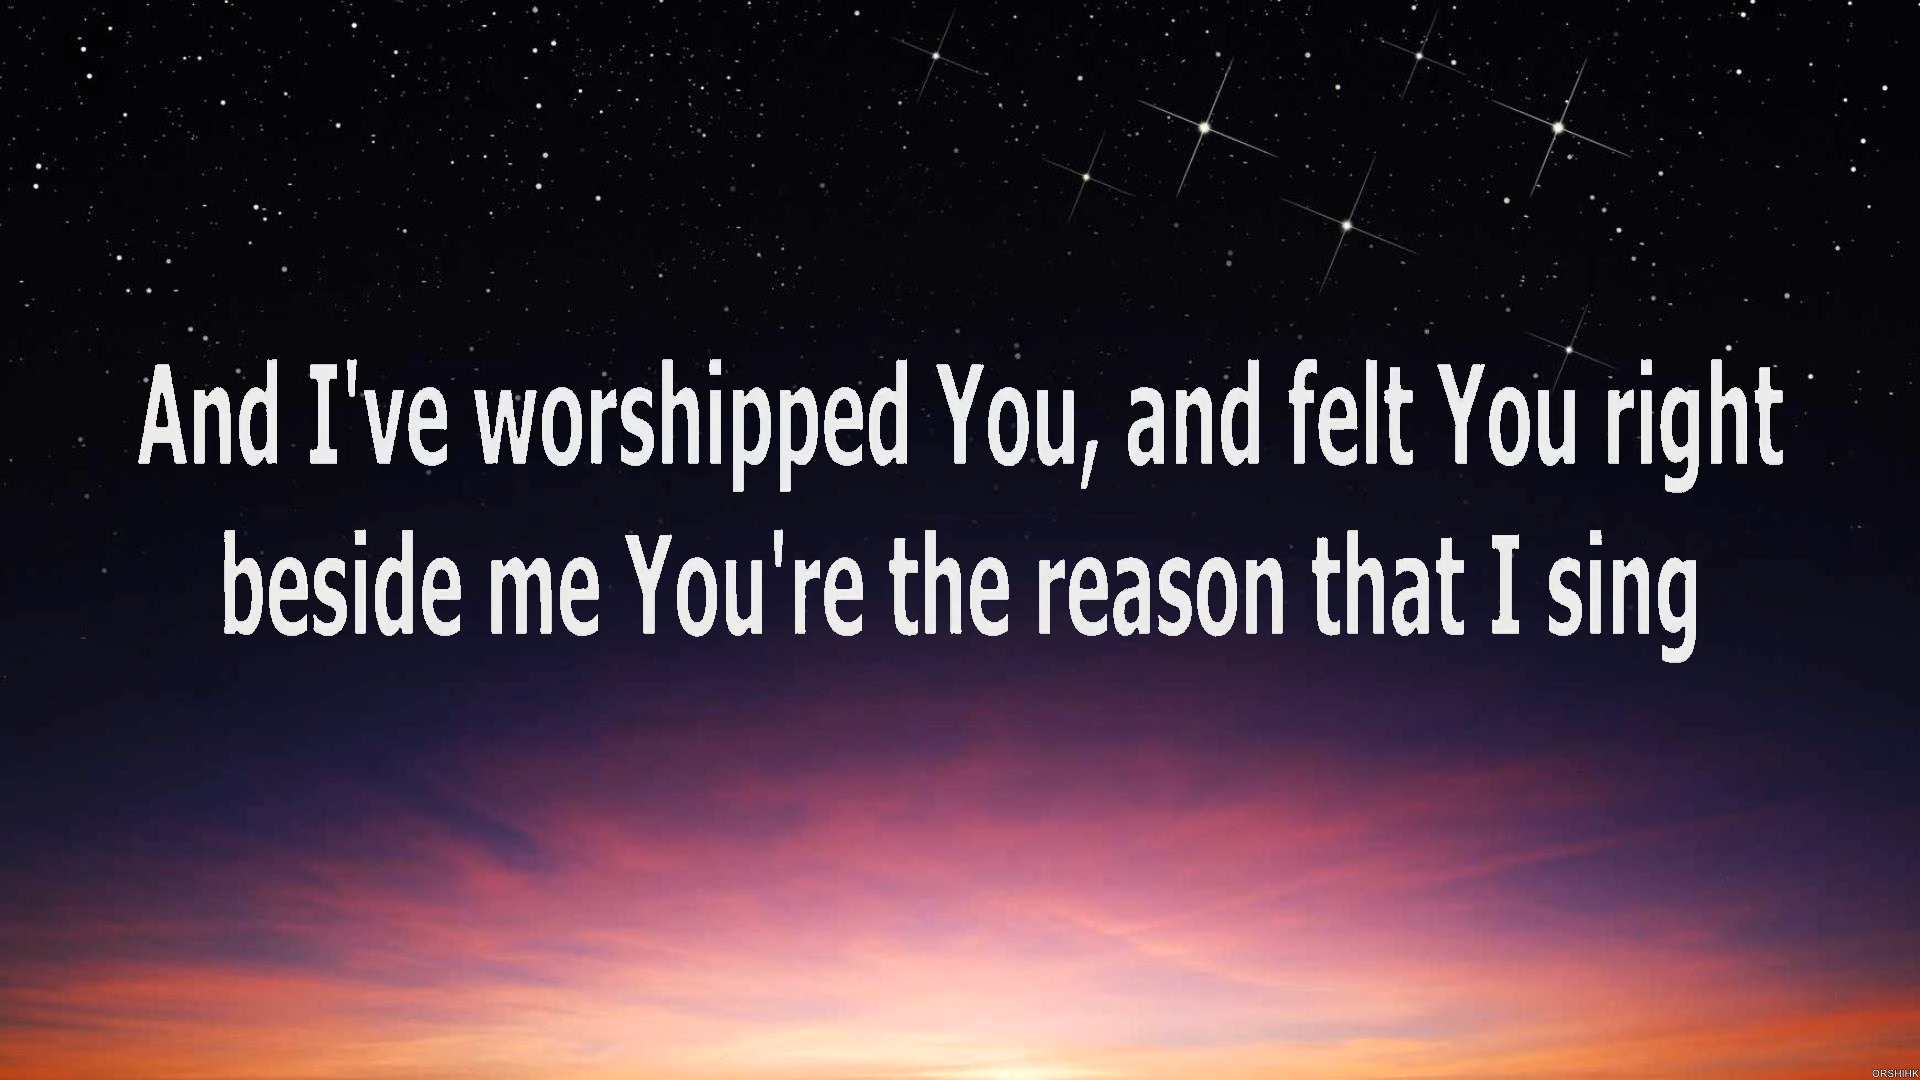 And I've worshipped You, and felt You right
beside me You're the reason that I sing
ORSHIHK